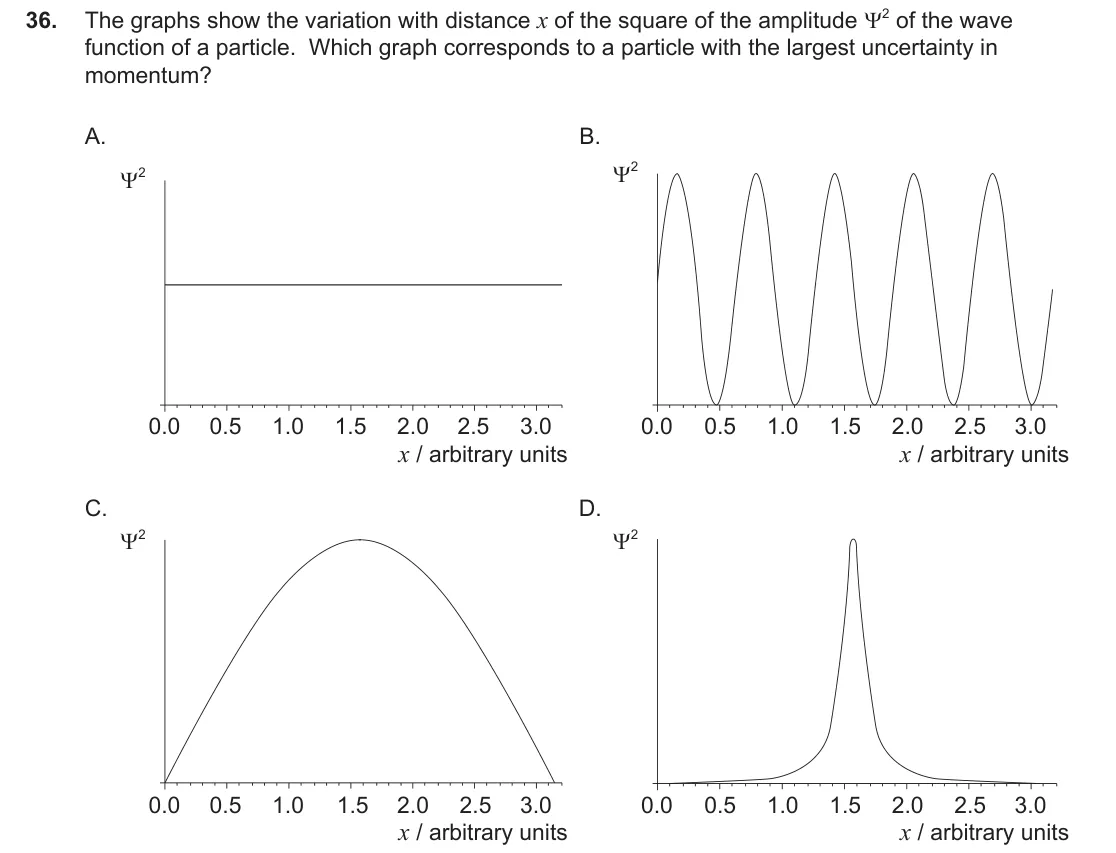 36. The graphs show the variation with distance x of the square of the amplitude Ψ² of the wave
function of a particle. Which graph corresponds to a particle with the largest uncertainty in
momentum?
A. B.
Ψ² Ψ²
0.0 0.5 1.0 1.5 2.0 2.5 3.0 0.0 0.5 1.0 1.5 2.0 2.5 3.0
x / arbitrary units x / arbitrary units
C. D.
Ψ² Ψ²
0.0 0.5 1.0 1.5 2.0 2.5 3.0 0.0 0.5 1.0 1.5 2.0 2.5 3.0
x / arbitrary units x / arbitrary units